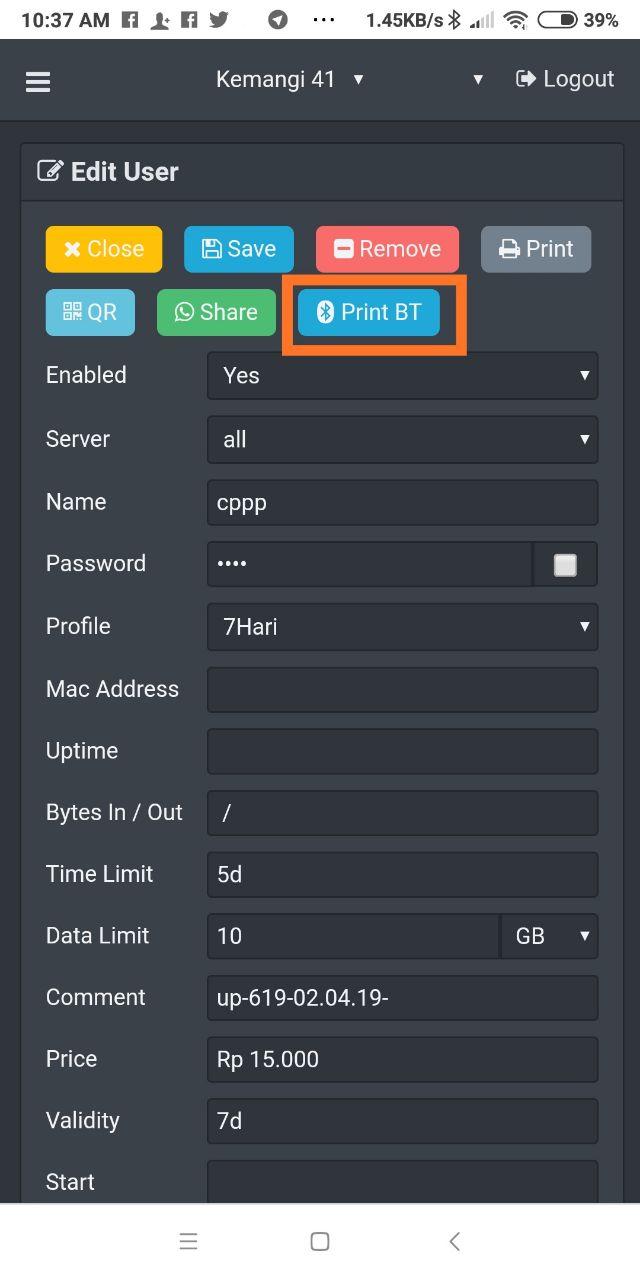 10:37 AM ... 1.45KB/s 39%
Kemangi 41 ▼ ▼ Logout
Edit User
Close Save Remove Print
QR Share Print BT
Enabled Yes
Server all
Name cppp
Password ••••
Profile 7Hari
Mac Address
Uptime
Bytes In / Out /
Time Limit 5d
Data Limit 10 GB
Comment up-619-02.04.19-
Price Rp 15.000
Validity 7d
Start